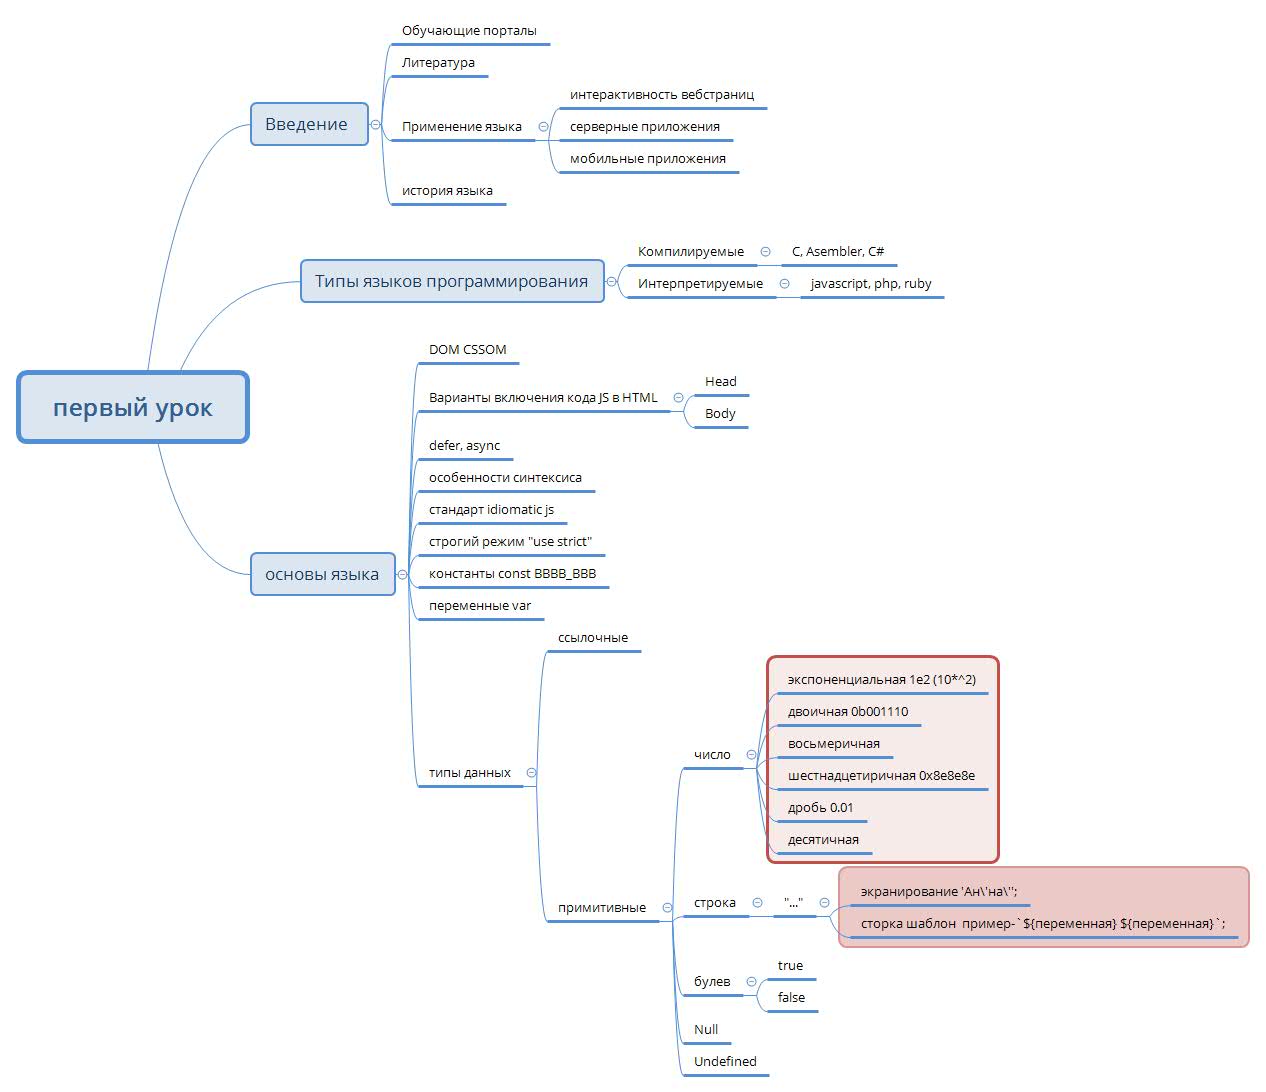 первый урок
Введение
Обучающие порталы
Литература
Применение языка
интерактивность вебстраниц
серверные приложения
мобильные приложения
история языка
Типы языков программирования
Компилируемые
C, Asembler, C#
Интерпретируемые
javascript, php, ruby
основы языка
DOM CSSOM
Варианты включения кода JS в HTML
Head
Body
defer, async
особенности синтексиса
стандарт idiomatic js
строгий режим "use strict"
константы const BBBB_BBB
переменные var
типы данных
ссылочные
примитивные
число
экспоненциальная 1e2 (10*^2)
двоичная 0b001110
восьмеричная
шестнадцетиричная 0x8e8e8e
дробь 0.01
десятичная
строка
"..."
экранирование 'Ан\'на\'';
сторка шаблон пример-`${переменная} ${переменная}`;
булев
true
false
Null
Undefined